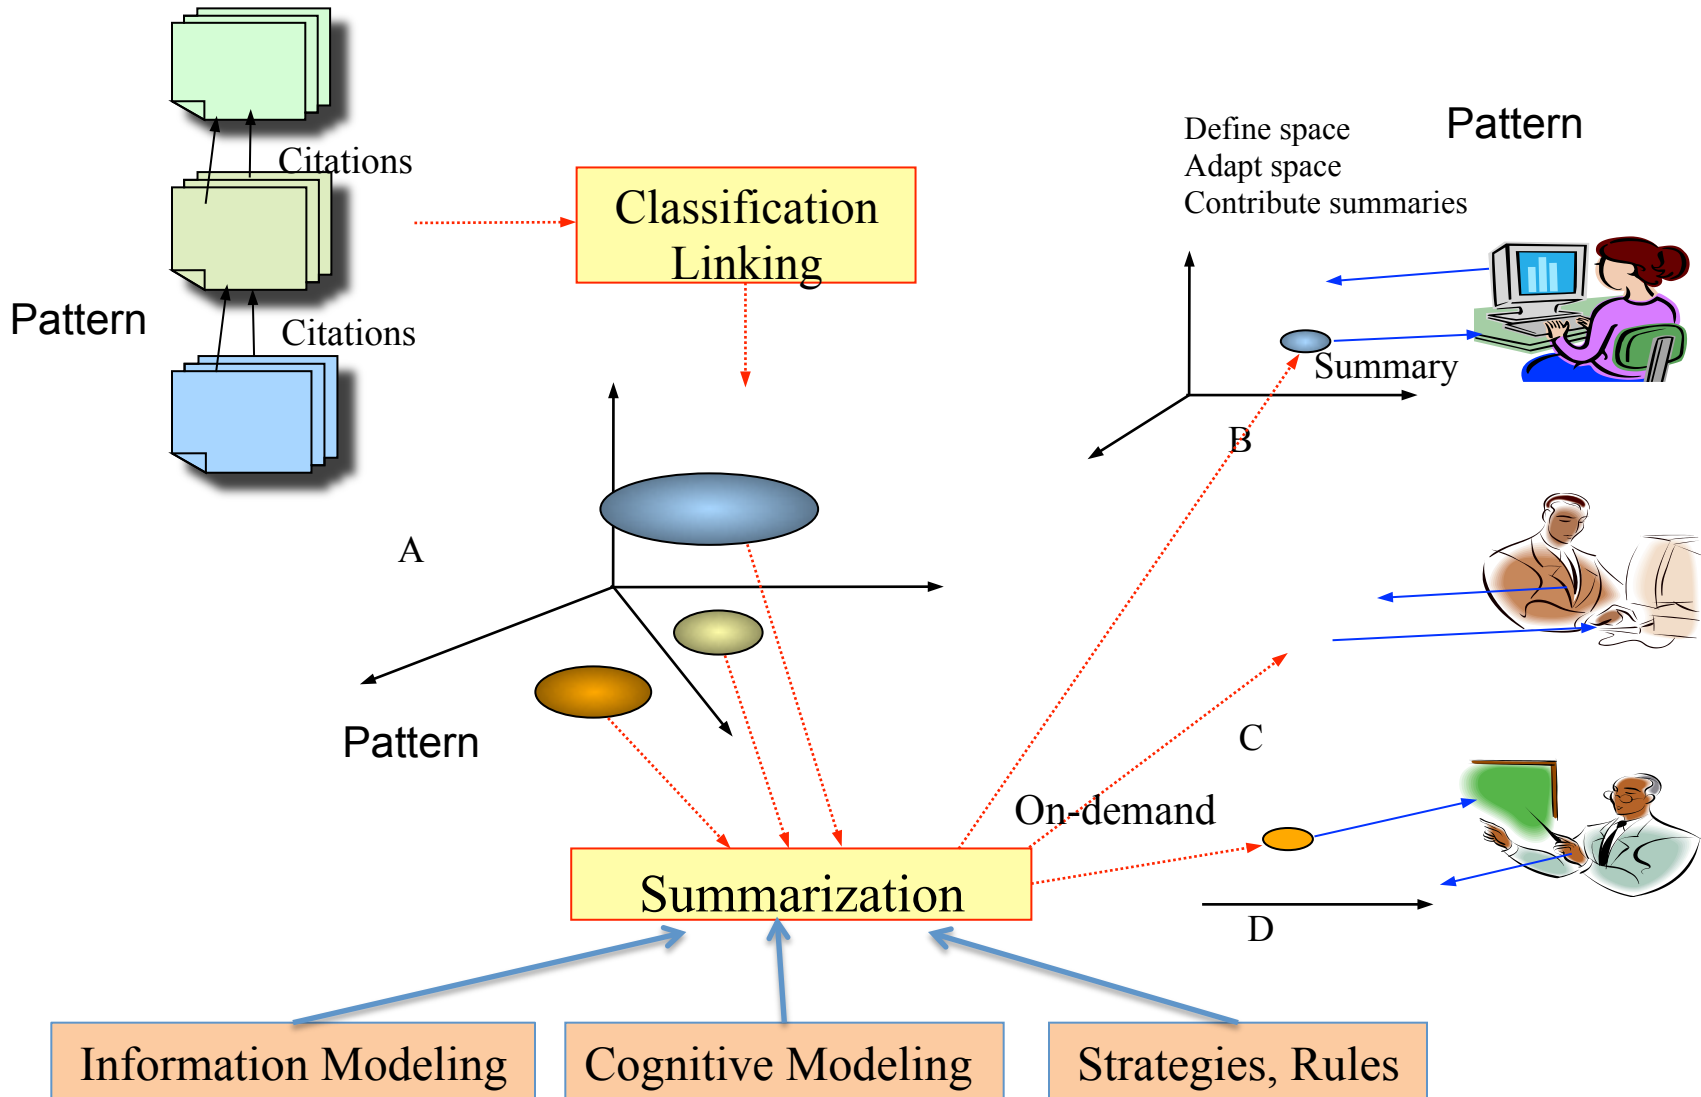 Citations
Pattern
Citations
Classification
Linking
Define space
Adapt space
Contribute summaries
Pattern
Summary
B
A
Pattern
C
On-demand
D
Summarization
Information Modeling
Cognitive Modeling
Strategies, Rules